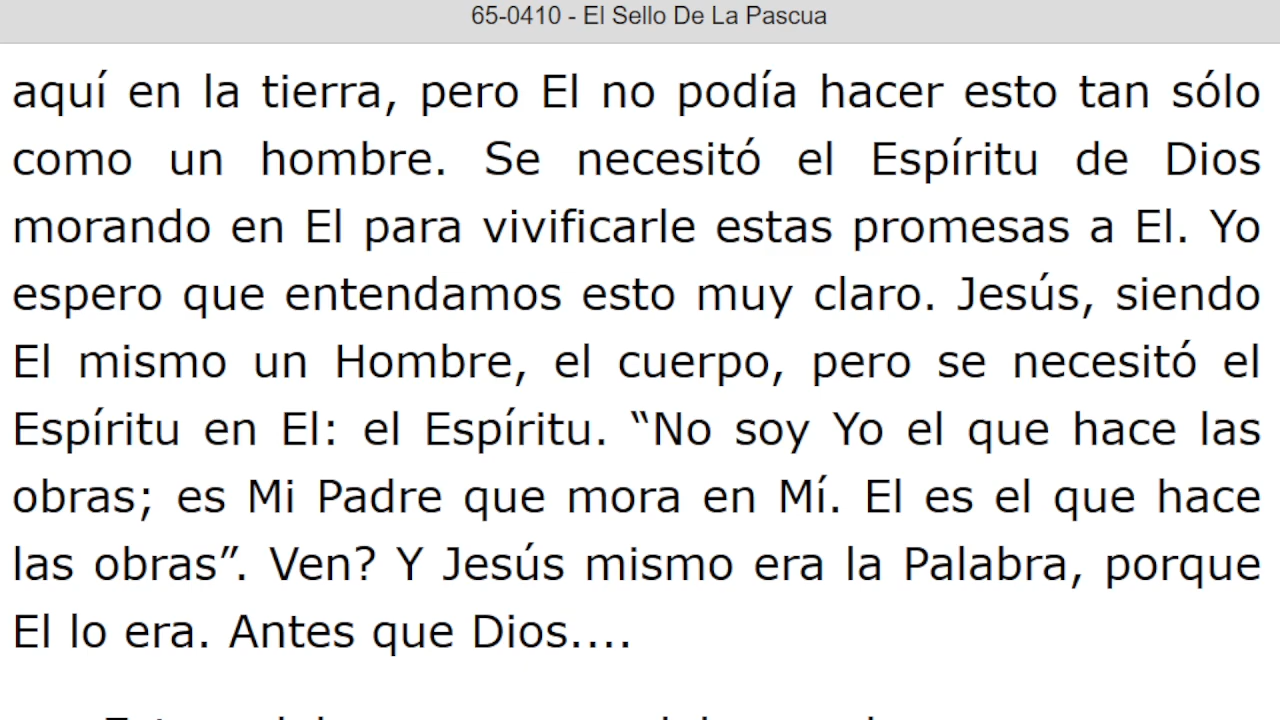 65-0410 - El Sello De La Pascua
aquí en la tierra, pero El no podía hacer esto tan sólo
como un hombre. Se necesitó el Espíritu de Dios
morando en El para vivificarle estas promesas a El. Yo
espero que entendamos esto muy claro. Jesús, siendo
El mismo un Hombre, el cuerpo, pero se necesitó el
Espíritu en El: el Espíritu. “No soy Yo el que hace las
obras; es Mi Padre que mora en Mí. El es el que hace
las obras”. Ven? Y Jesús mismo era la Palabra, porque
El lo era. Antes que Dios....